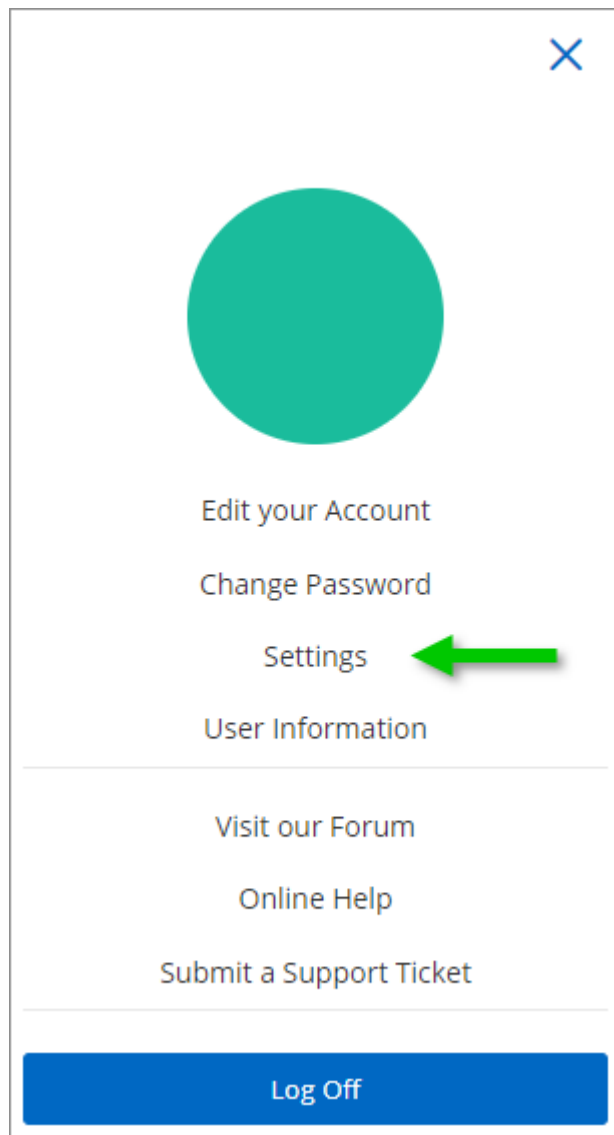 Edit your Account
Change Password
Settings
User Information
Visit our Forum
Online Help
Submit a Support Ticket
Log Off